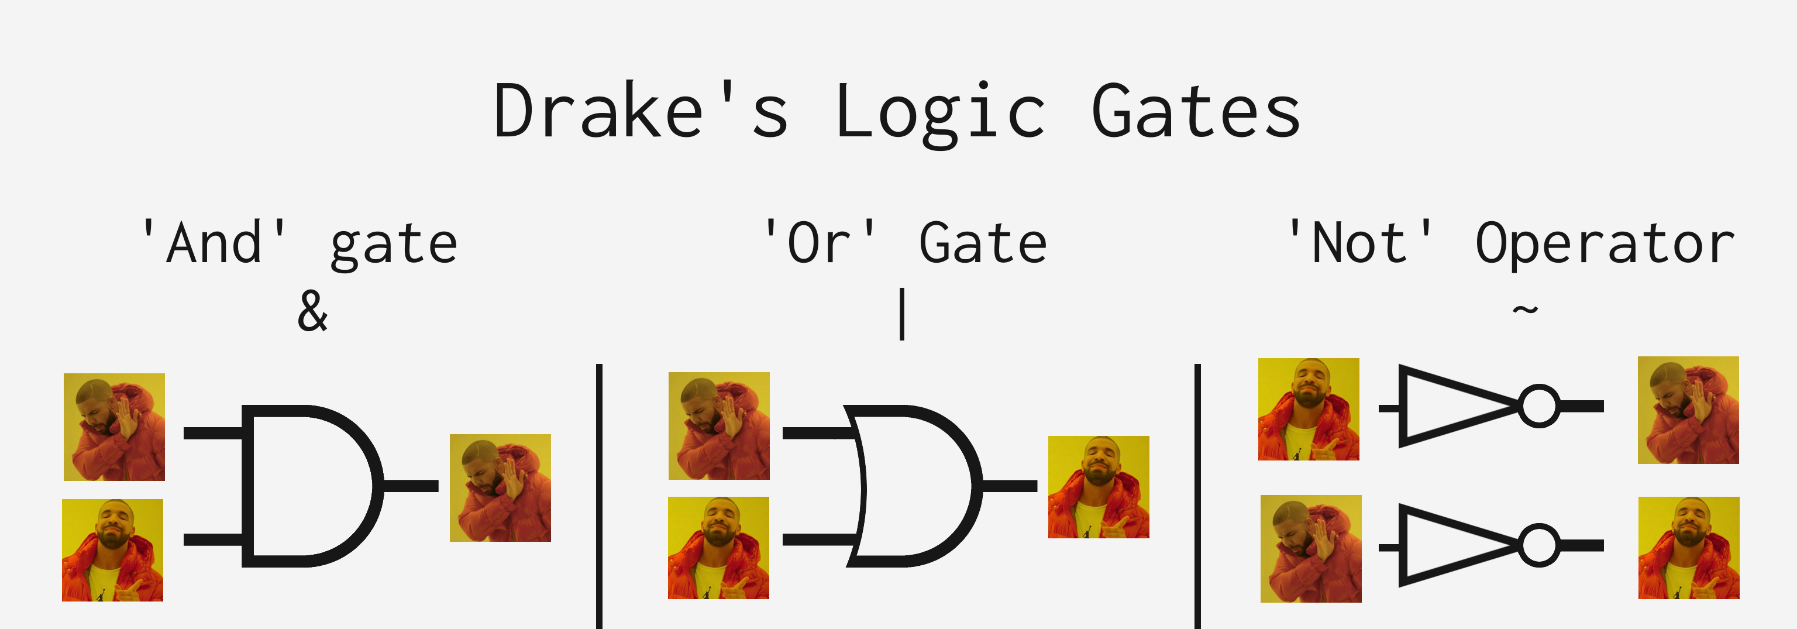 Drake's Logic Gates
'And' gate
&
'Or' Gate
|
'Not' Operator
~